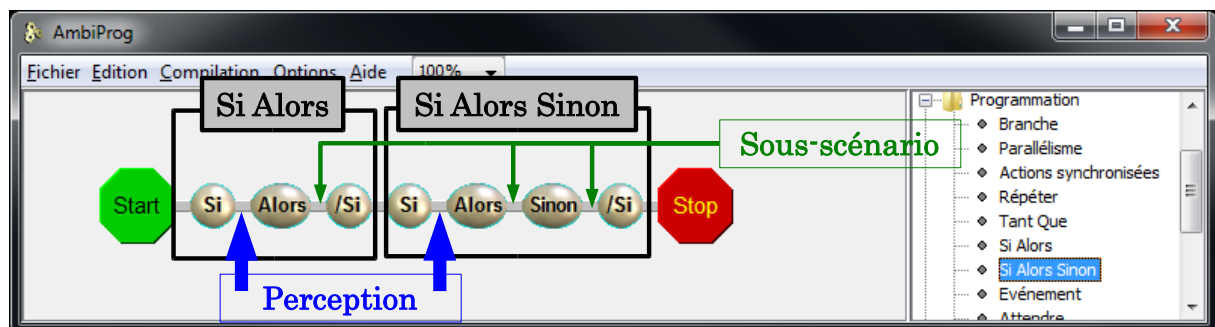 AmbiProg
Fichier Edition Compilation Options Aide 100%
Si Alors
Si Alors Sinon
Sous-scénario
Start Si Alors /Si Si Alors Sinon /Si Stop
Perception
Programmation
Branche
Parallélisme
Actions synchronisées
Répéter
Tant Que
Si Alors
Si Alors Sinon
Evénement
Attendre